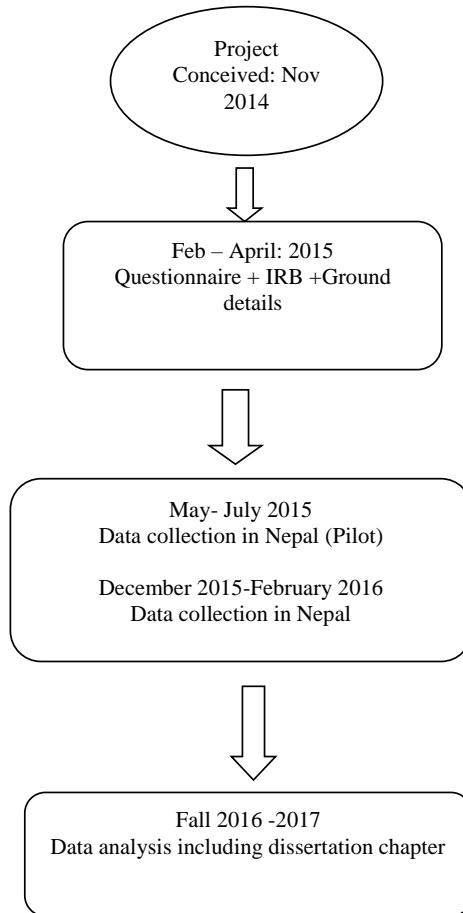 Project
Conceived: Nov
2014
Feb – April: 2015
Questionnaire + IRB +Ground
details
May- July 2015
Data collection in Nepal (Pilot)
December 2015-February 2016
Data collection in Nepal
Fall 2016 -2017
Data analysis including dissertation chapter